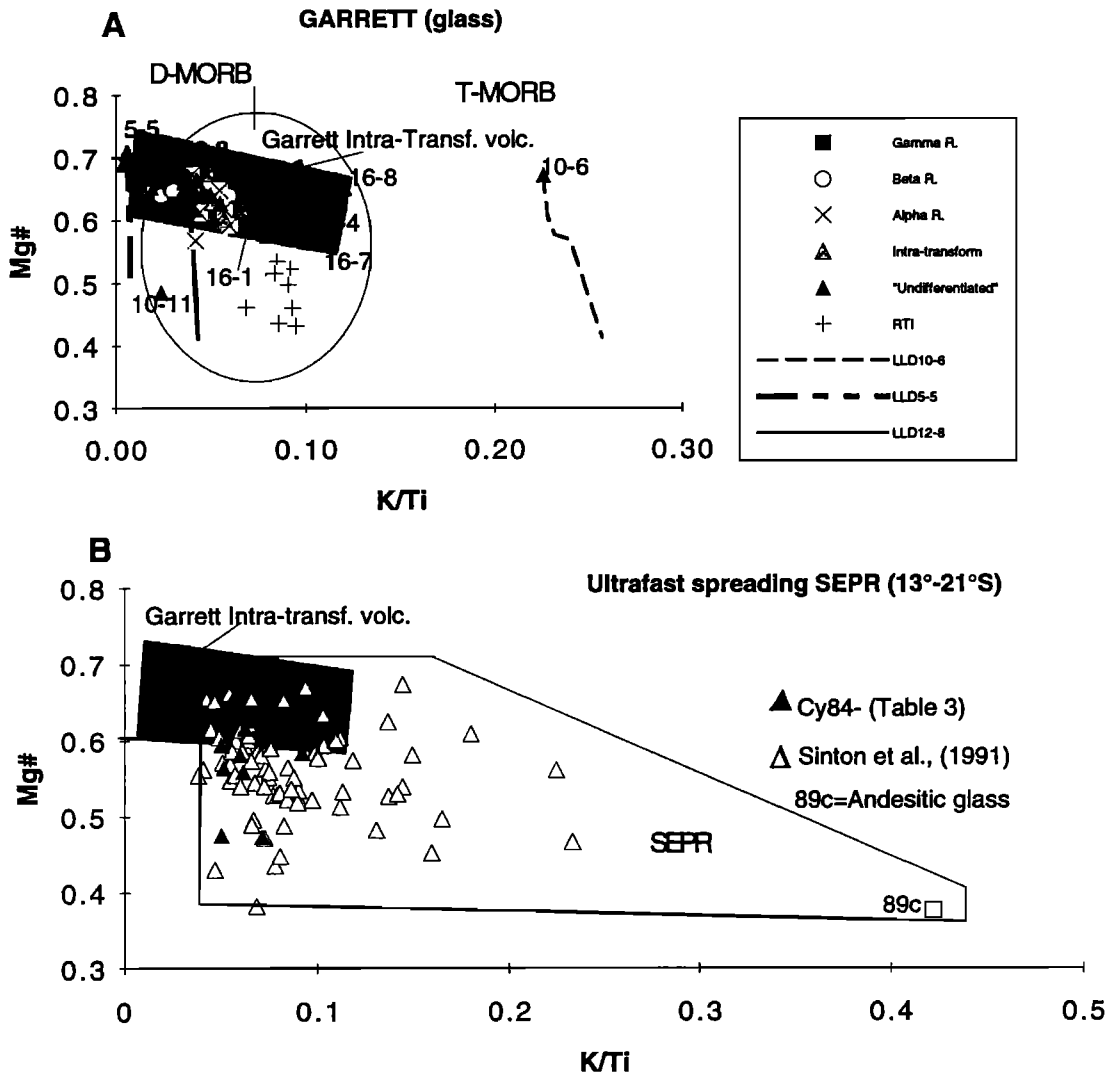 A
GARRETT (glass)
D-MORB
T-MORB
0.8
5-5
Garrett Intra-Transf. volc.
0.7
16-8
10-6
0.6
16-7
16-1
0.5
10-11
0.4
0.3
0.00
0.10
0.20
0.30
Mg#
K/Ti
Gamma R.
Beta R.
Alpha R.
Intra-transform
"Undifferentiated"
RTI
LLD10-6
LLD5-5
LLD12-8
B
Ultrafast spreading SEPR (13°-21°S)
0.8
Garrett Intra-transf. volc.
0.7
Cy84- (Table 3)
0.6
Sinton et al., (1991)
89c=Andesitic glass
0.5
SEPR
0.4
89c
0.3
0
0.1
0.2
0.3
0.4
0.5
Mg#
K/Ti